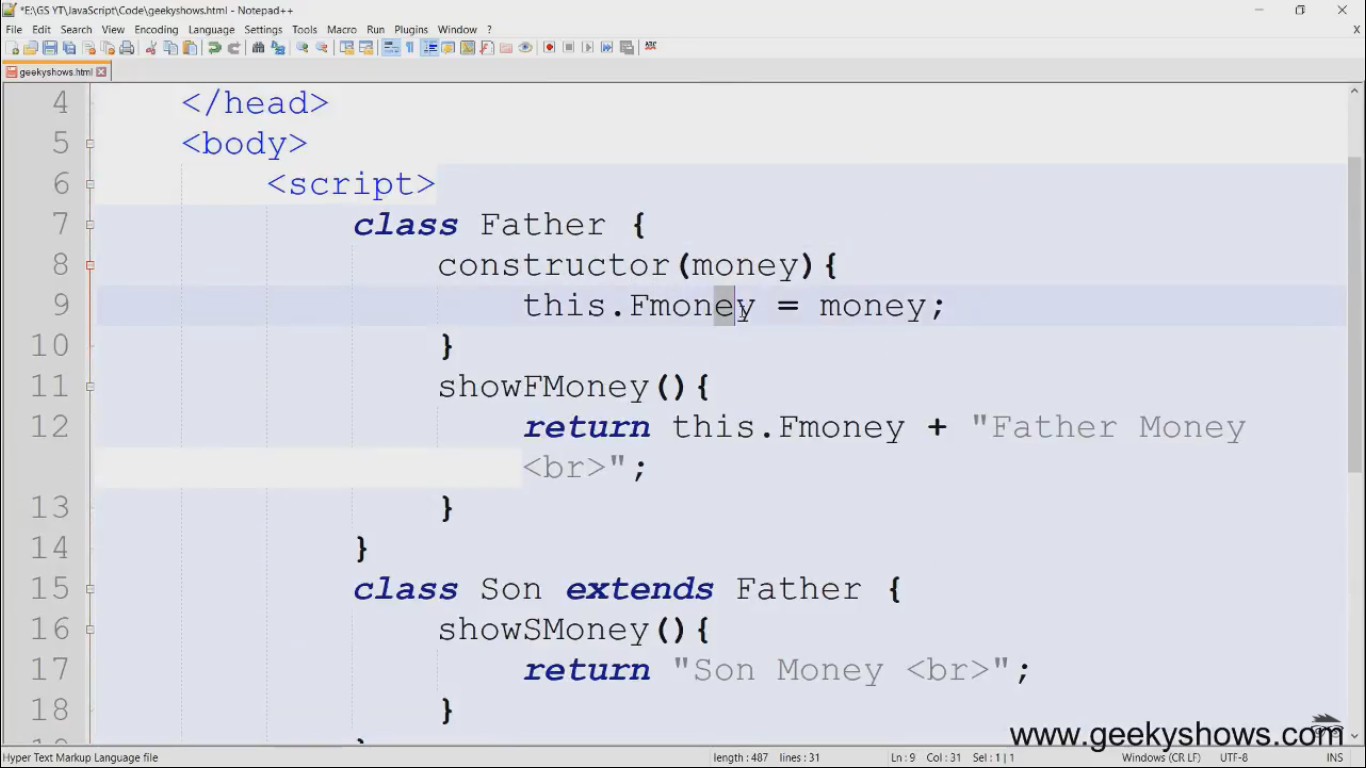 *E:\GS YT\JavaScript\Code\geekyshows.html - Notepad++
File Edit Search View Encoding Language Settings Tools Macro Run Plugins Window ? X
geekyshows.html
4 </head>
5 <body>
6 <script>
7 class Father {
8 constructor(money){
9 this.Fmoney = money;
10 }
11 showFMoney(){
12 return this.Fmoney + "Father Money
<br>";
13 }
14 }
15 class Son extends Father {
16 showSMoney(){
17 return "Son Money <br>";
18 }
www.geekyshows.com
Hyper Text Markup Language file length : 487 lines : 31 Ln : 9 Col : 31 Sel : 1 | 1 Windows (CR LF) UTF-8 INS